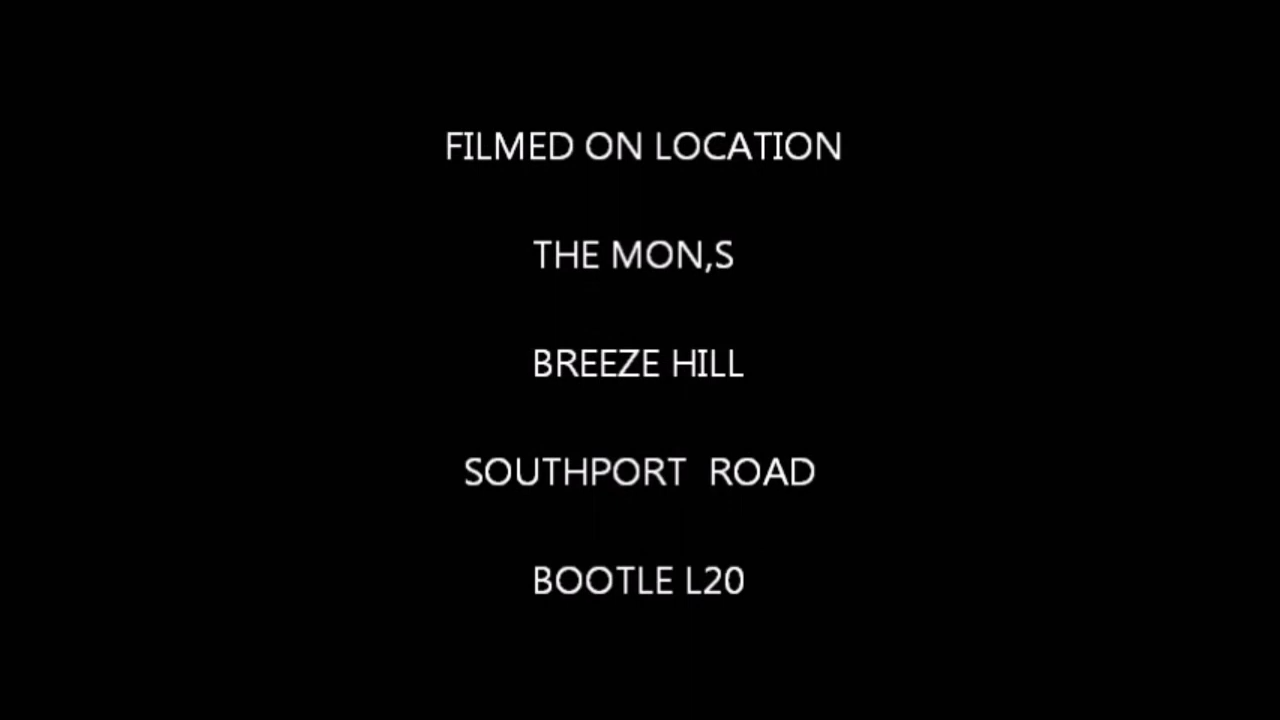 FILMED ON LOCATION
THE MON,S
BREEZE HILL
SOUTHPORT  ROAD
BOOTLE L20